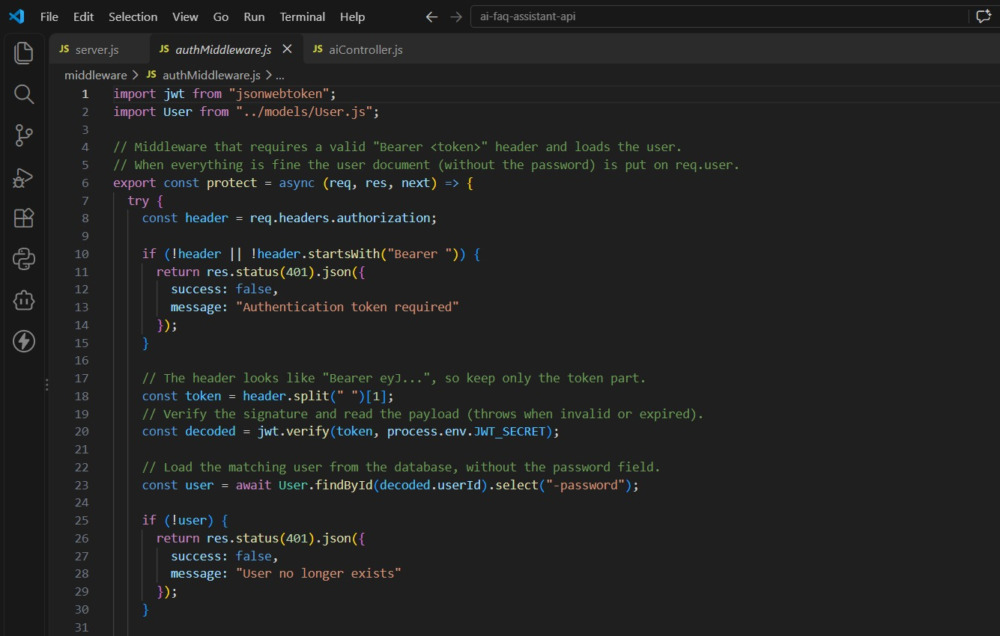 File Edit Selection View Go Run Terminal Help ai-faq-assistant-api
JS server.js JS authMiddleware.js JS aiController.js
middleware > JS authMiddleware.js > ...
1 import jwt from "jsonwebtoken";
2 import User from "../models/User.js";
3
4 // Middleware that requires a valid "Bearer <token>" header and loads the user.
5 // When everything is fine the user document (without the password) is put on req.user.
6 export const protect = async (req, res, next) => {
7 try {
8 const header = req.headers.authorization;
9
10 if (!header || !header.startsWith("Bearer ")) {
11 return res.status(401).json({
12 success: false,
13 message: "Authentication token required"
14 });
15 }
16
17 // The header looks like "Bearer eyJ...", so keep only the token part.
18 const token = header.split(" ")[1];
19 // Verify the signature and read the payload (throws when invalid or expired).
20 const decoded = jwt.verify(token, process.env.JWT_SECRET);
21
22 // Load the matching user from the database, without the password field.
23 const user = await User.findById(decoded.userId).select("-password");
24
25 if (!user) {
26 return res.status(401).json({
27 success: false,
28 message: "User no longer exists"
29 });
30 }
31